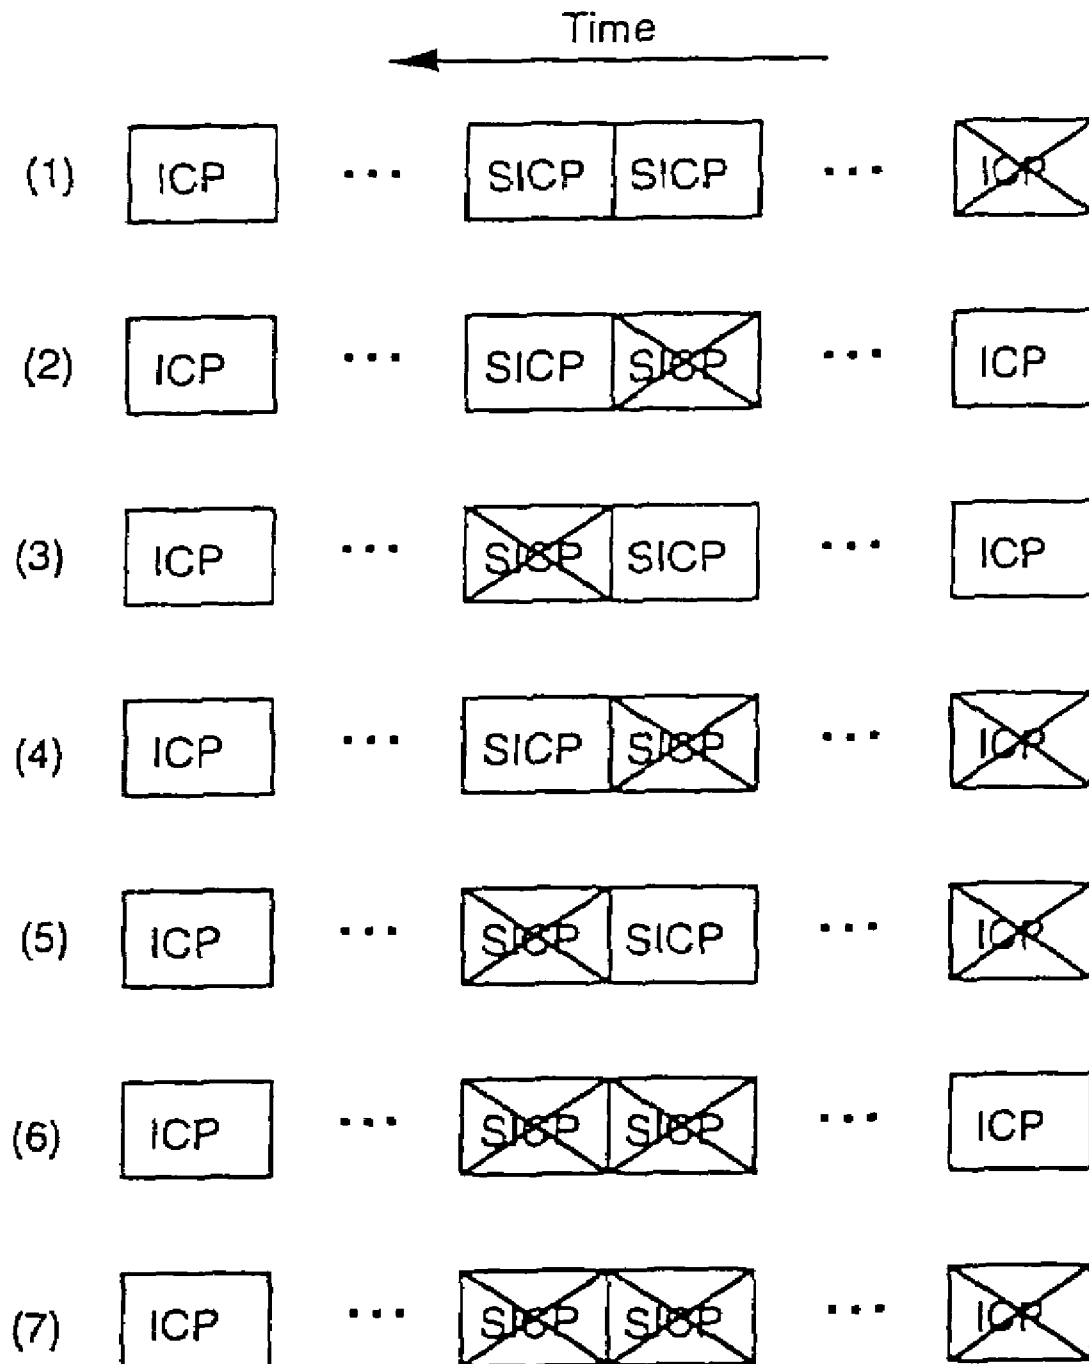 Time
(1) ICP ... SICP SICP ... ICP
(2) ICP ... SICP SICP ... ICP
(3) ICP ... SICP SICP ... ICP
(4) ICP ... SICP SICP ... ICP
(5) ICP ... SICP SICP ... ICP
(6) ICP ... SICP SICP ... ICP
(7) ICP ... SICP SICP ... ICP